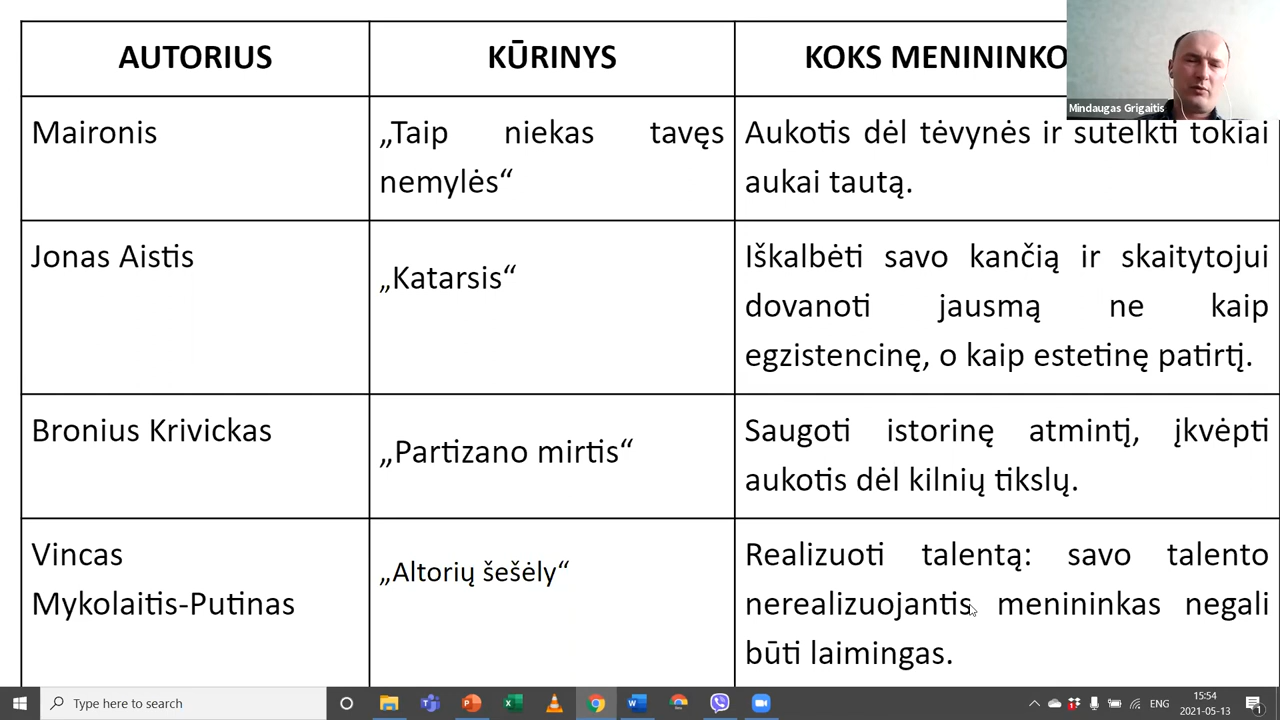 AUTORIUS
KŪRINYS
KOKS MENININKO
Mindaugas Grigaitis
Maironis
„Taip niekas tavęs
nemylės“
Aukotis dėl tėvynės ir sutelkti tokiai
aukai tautą.
Jonas Aistis
„Katarsis“
Iškalbėti savo kančią ir skaitytojui
dovanoti jausmą ne kaip
egzistencinę, o kaip estetinę patirtį.
Bronius Krivickas
„Partizano mirtis“
Saugoti istorinę atmintį, įkvėpti
aukotis dėl kilnių tikslų.
Vincas
Mykolaitis-Putinas
„Altorių šešėly“
Realizuoti talentą: savo talento
nerealizuojantis menininkas negali
būti laimingas.
Type here to search
ENG
15:54
2021-05-13